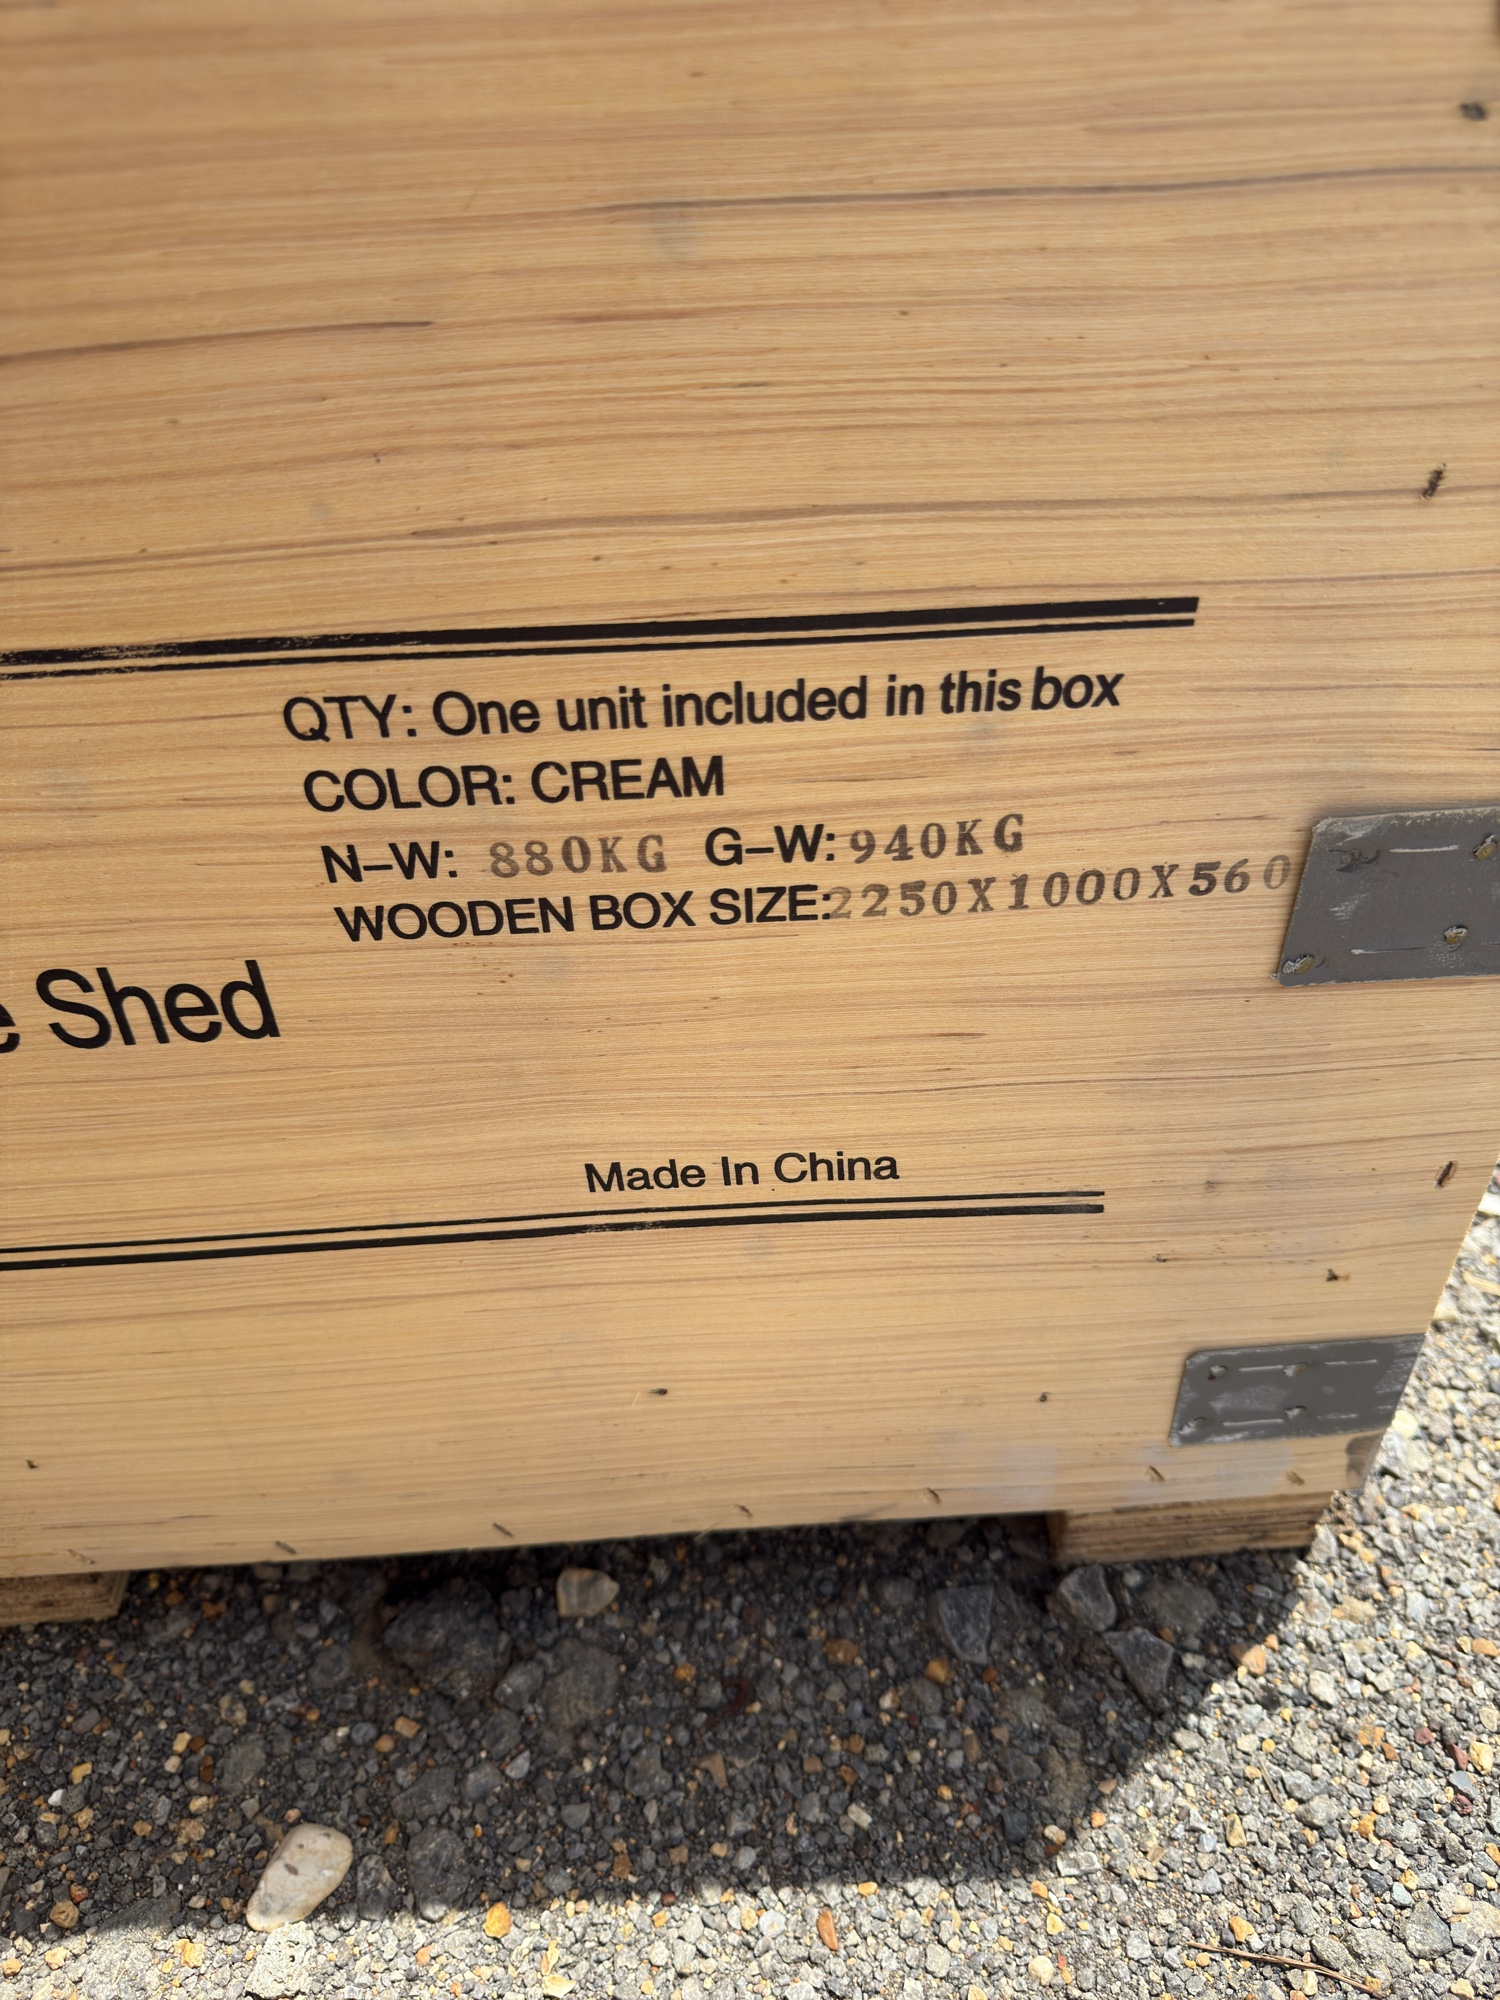 QTY: One unit included in this box
COLOR: CREAM
N–W: 880KG G–W: 940KG
WOODEN BOX SIZE:2250X1000X560
e Shed
Made In China